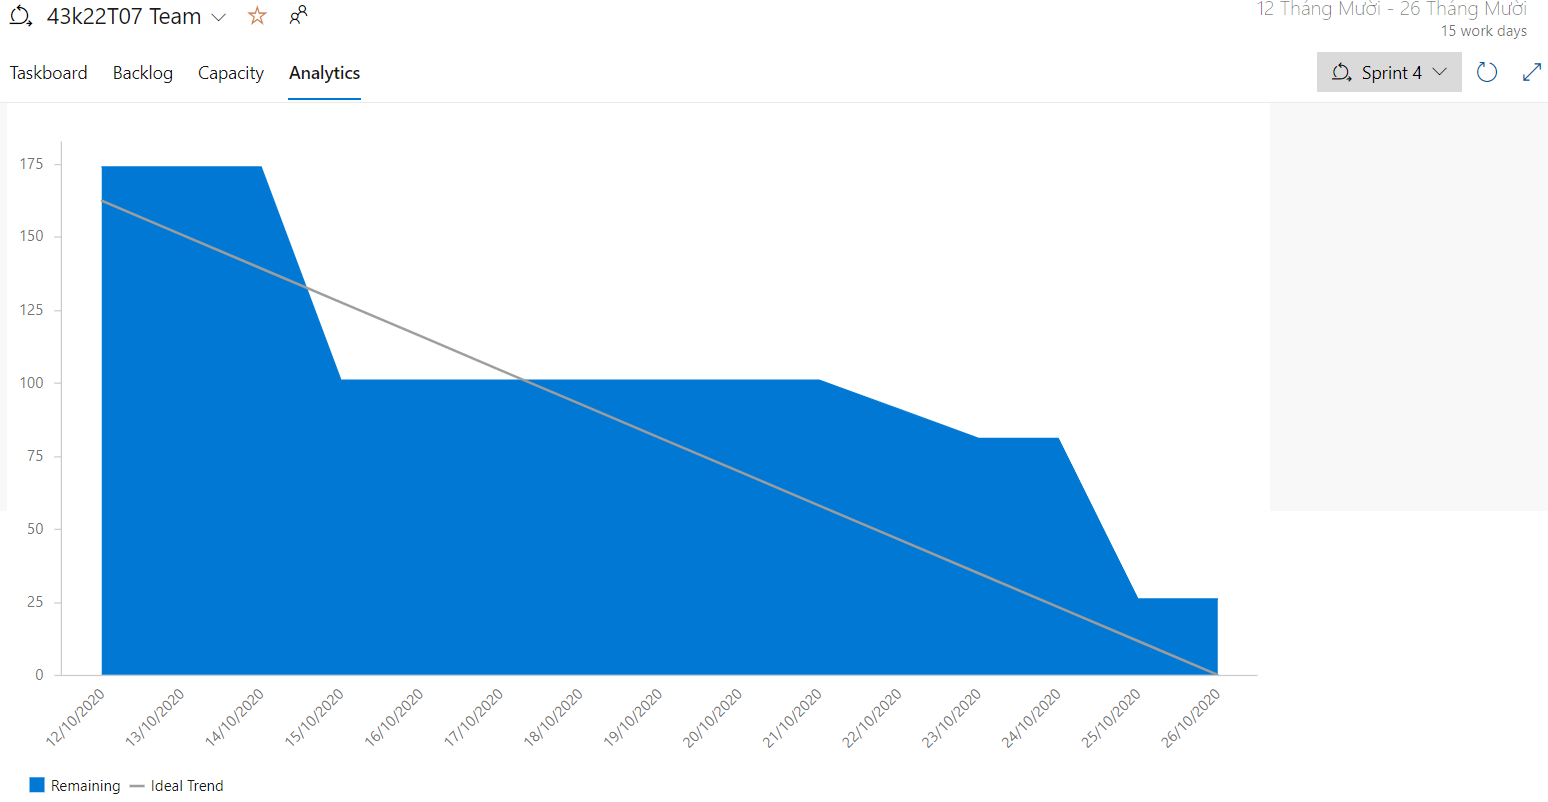 43k22T07 Team
12 Tháng Mười - 26 Tháng Mười
15 work days
Taskboard Backlog Capacity Analytics
Sprint 4
175
150
125
100
75
50
25
0
12/10/2020 13/10/2020 14/10/2020 15/10/2020 16/10/2020 17/10/2020 18/10/2020 19/10/2020 20/10/2020 21/10/2020 22/10/2020 23/10/2020 24/10/2020 25/10/2020 26/10/2020
Remaining Ideal Trend